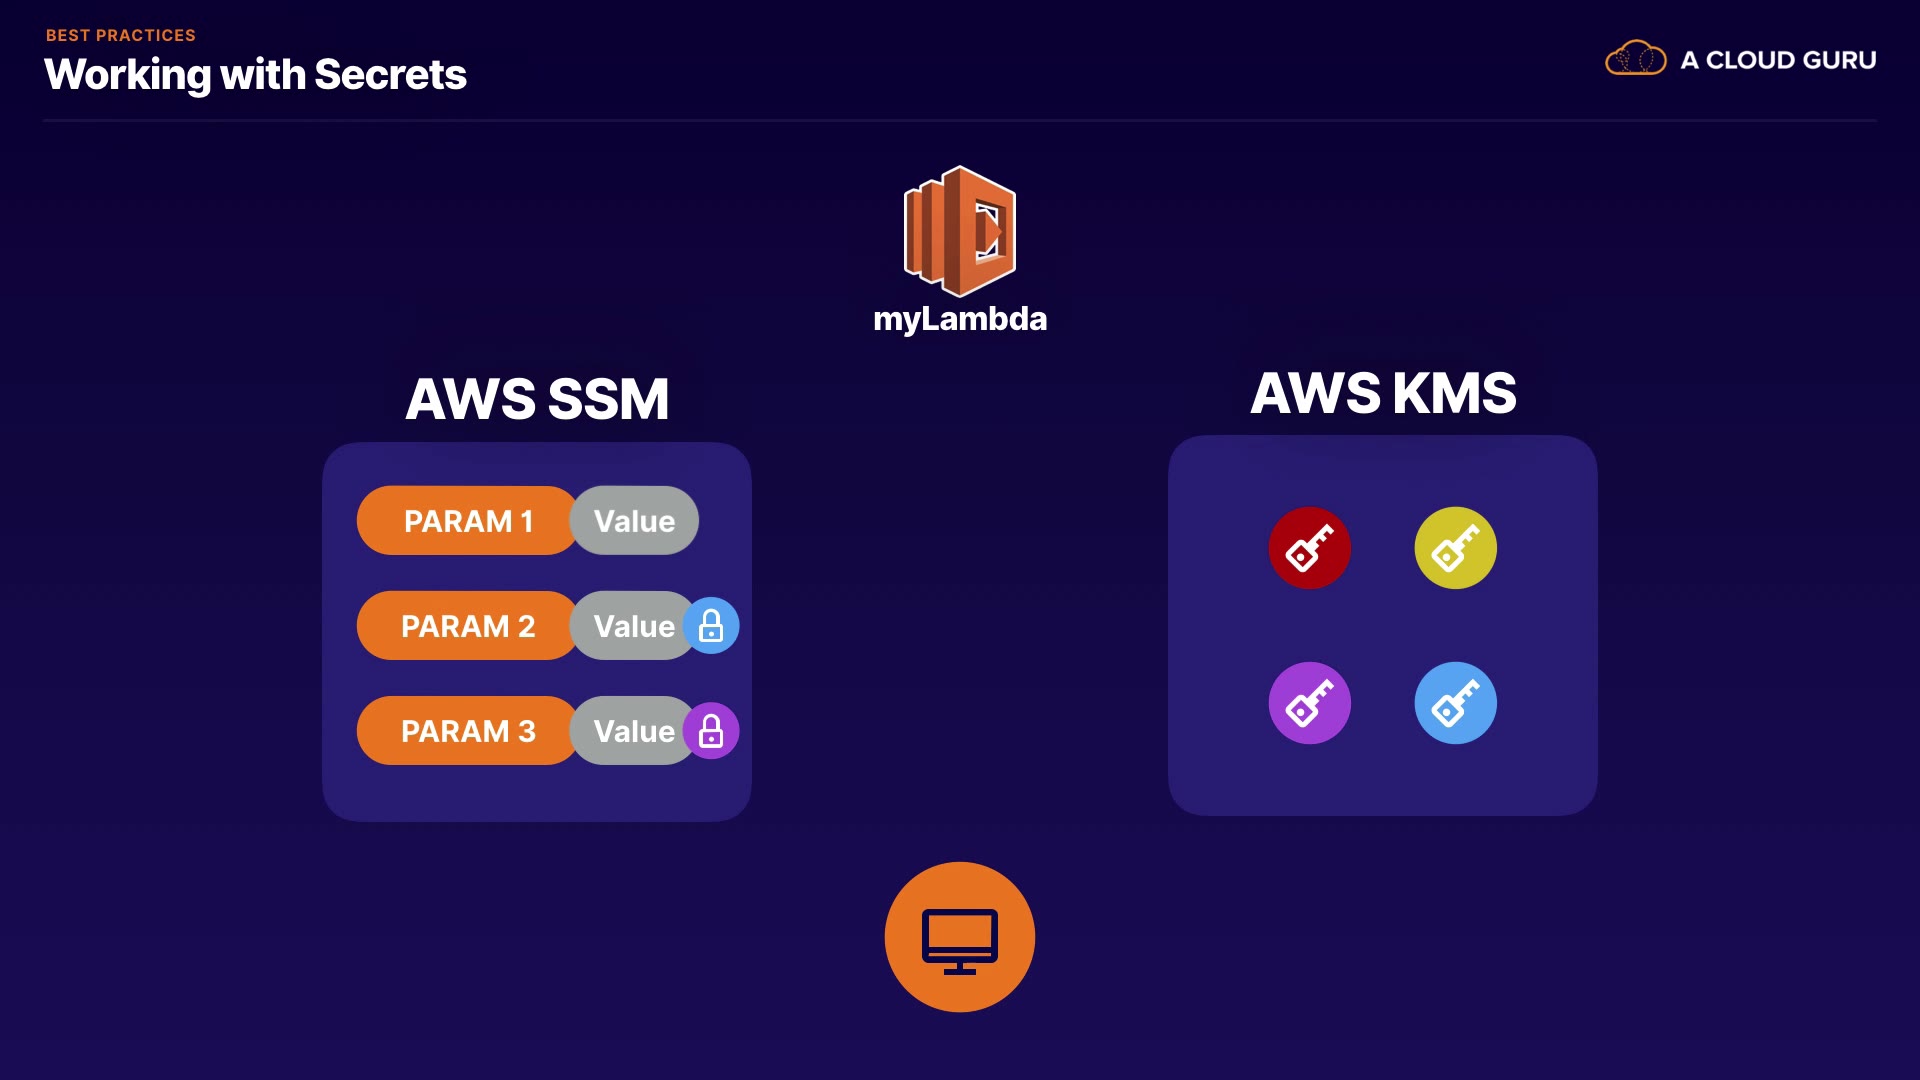 BEST PRACTICES
Working with Secrets
A CLOUD GURU
myLambda
AWS SSM
PARAM 1 Value
PARAM 2 Value
PARAM 3 Value
AWS KMS